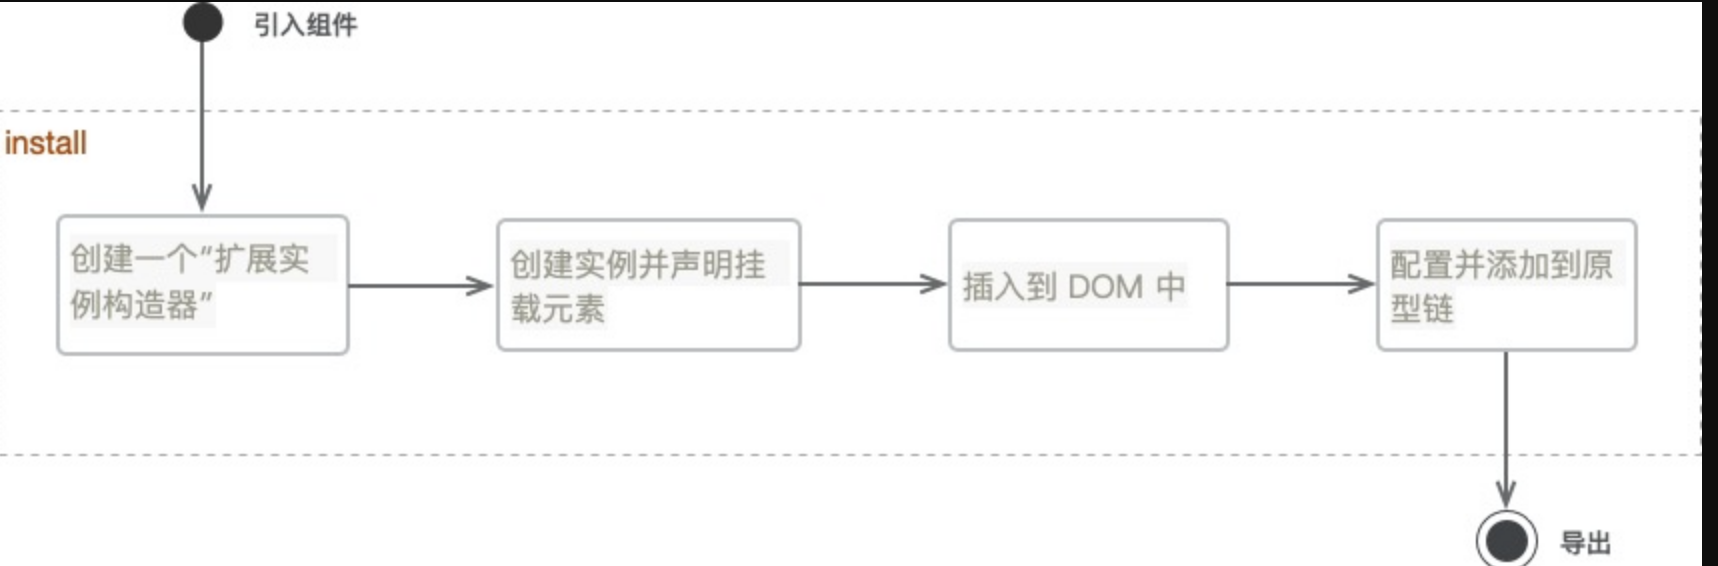 引入组件
install
创建一个“扩展实
例构造器”
创建实例并声明挂
载元素
插入到 DOM 中
配置并添加到原
型链
导出